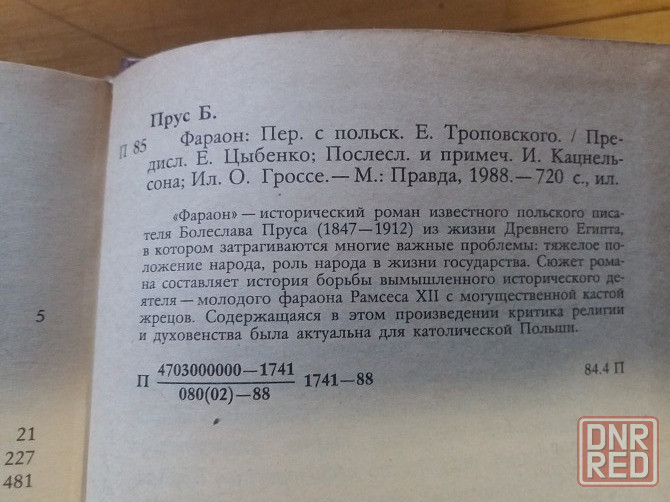 5
21
227
481
Прус Б.
П 85
Фараон: Пер. с польск. Е. Троповского. / Пре-
дисл. Е. Цыбенко; Послесл. и примеч. И. Кацнель-
сона; Ил. О. Гроссе.— М.: Правда, 1988.— 720 с., ил.
«Фараон» — исторический роман известного польского писа-
теля Болеслава Пруса (1847—1912) из жизни Древнего Египта,
в котором затрагиваются многие важные проблемы: тяжелое по-
ложение народа, роль народа в жизни государства. Сюжет рома-
на составляет история борьбы вымышленного исторического де-
ятеля — молодого фараона Рамсеса XII с могущественной кастой
жрецов. Содержащаяся в этом произведении критика религии
и духовенства была актуальна для католической Польши.
П 4703000000—1741
080(02)—88
1741—88
84.4 П
DNR
RED